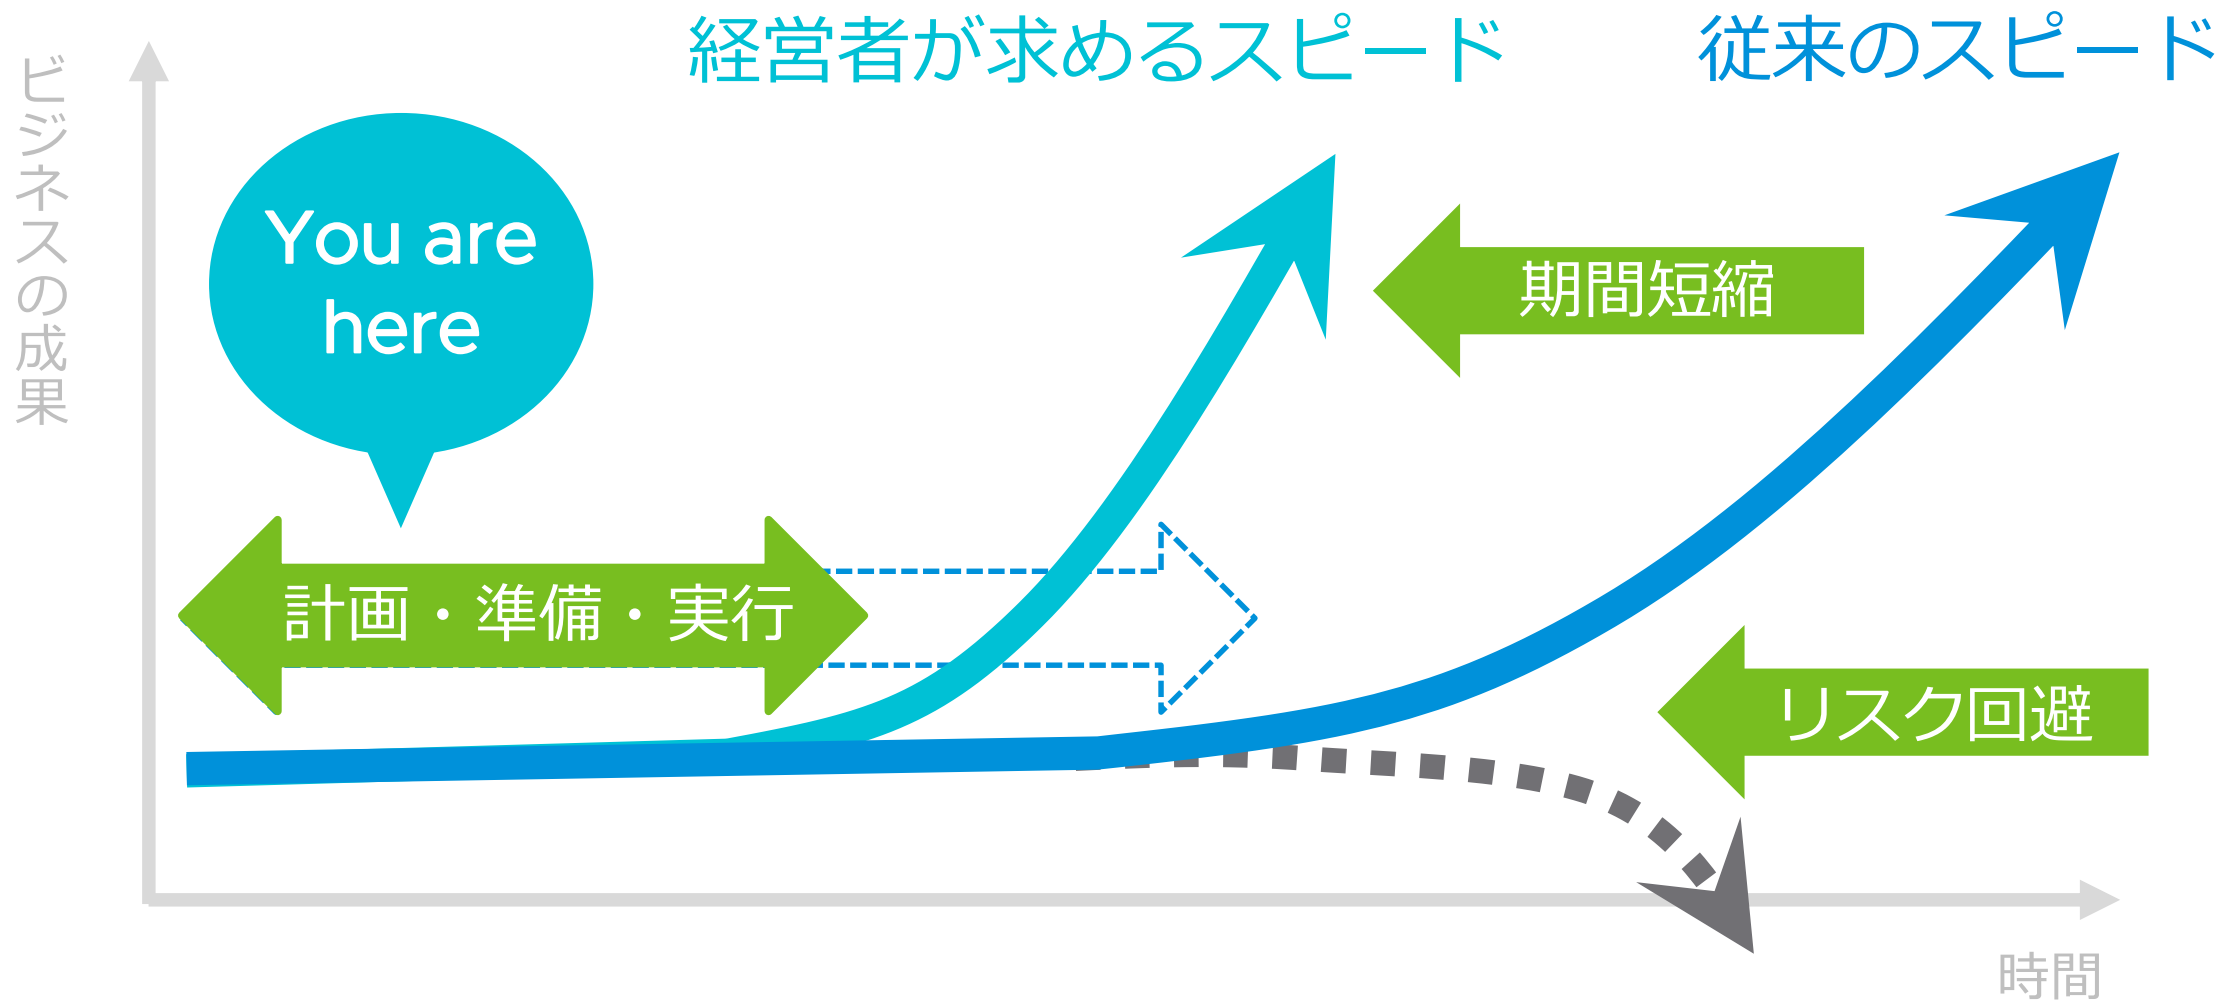 経営者が求めるスピード
従来のスピード
ビジネスの成果
You are
here
期間短縮
計画・準備・実行
リスク回避
時間